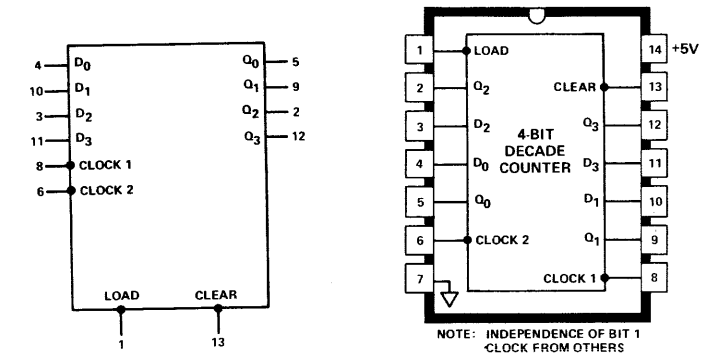 4 D0 Q0 5
10 D1 Q1 9
3 D2 Q2 2
11 D3 Q3 12
8 CLOCK 1
6 CLOCK 2
LOAD CLEAR
1 13
1 LOAD 14 +5V
2 Q2 CLEAR 13
3 D2 Q3 12
4-BIT
DECADE
COUNTER
4 D0 D3 11
5 Q0 D1 10
6 CLOCK 2 Q1 9
7 CLOCK 1 8
NOTE: INDEPENDENCE OF BIT 1
CLOCK FROM OTHERS